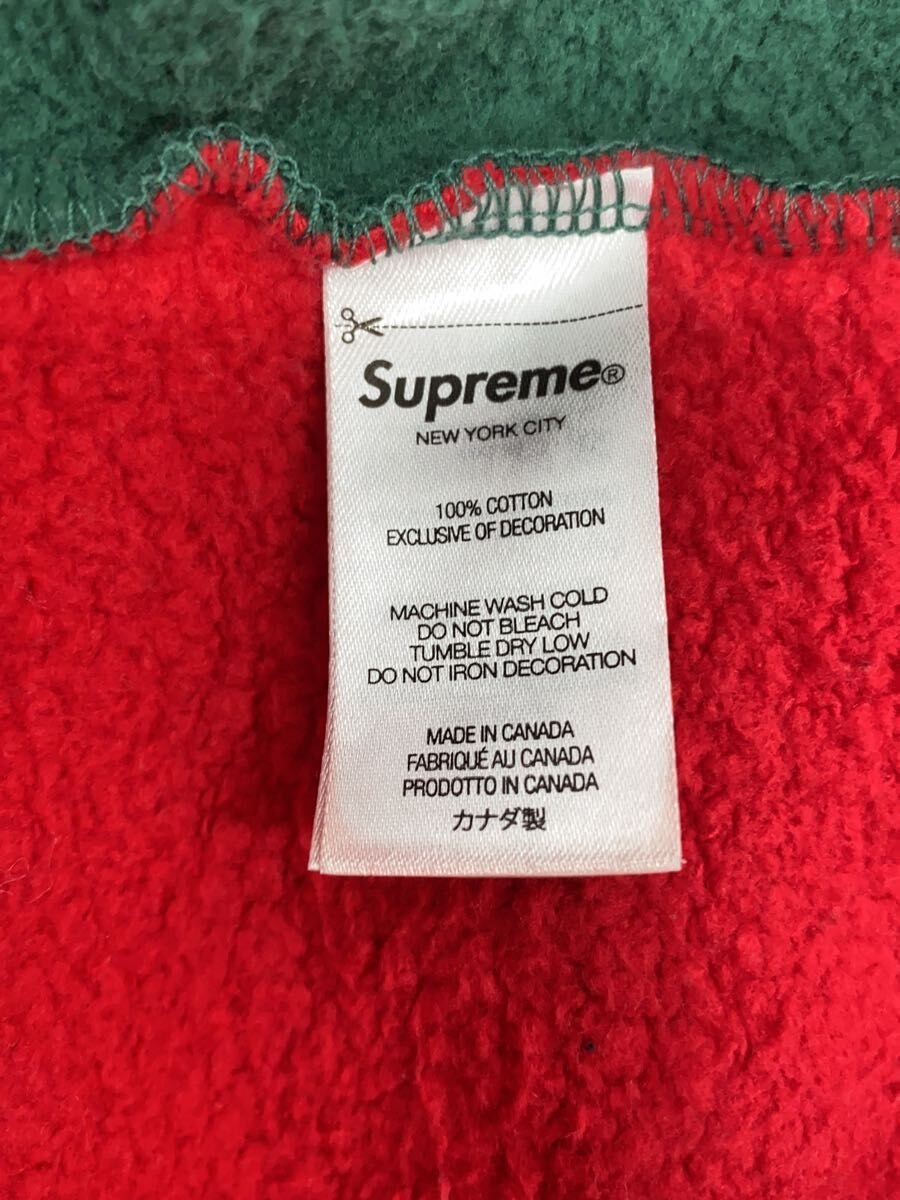 Supreme®
NEW YORK CITY
100% COTTON
EXCLUSIVE OF DECORATION
MACHINE WASH COLD
DO NOT BLEACH
TUMBLE DRY LOW
DO NOT IRON DECORATION
MADE IN CANADA
FABRIQUÉ AU CANADA
PRODOTTO IN CANADA
カナダ製